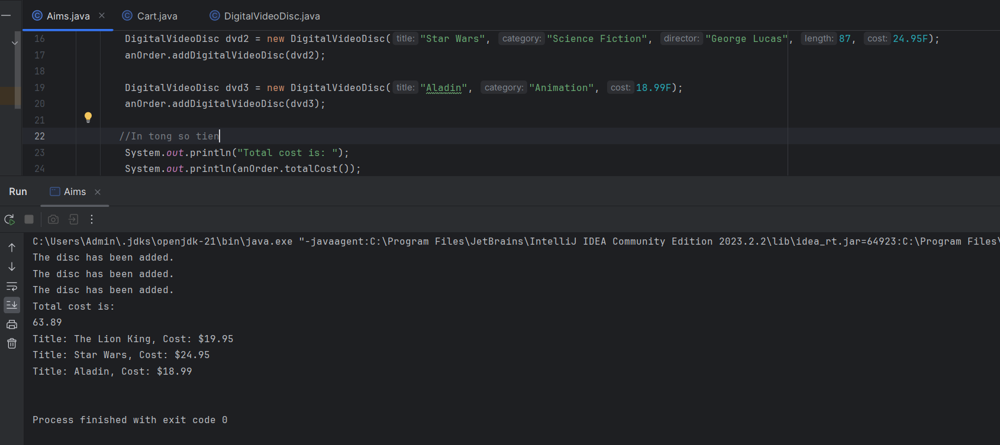 Aims.java Cart.java DigitalVideoDisc.java
16 DigitalVideoDisc dvd2 = new DigitalVideoDisc( title: "Star Wars", category: "Science Fiction", director: "George Lucas", length: 87, cost: 24.95F);
17 anOrder.addDigitalVideoDisc(dvd2);
18
19 DigitalVideoDisc dvd3 = new DigitalVideoDisc( title: "Aladin", category: "Animation", cost: 18.99F);
20 anOrder.addDigitalVideoDisc(dvd3);
21
22 //In tong so tien
23 System.out.println("Total cost is: ");
24 System.out.println(anOrder.totalCost());
Run Aims
C:\Users\Admin\.jdks\openjdk-21\bin\java.exe "-javaagent:C:\Program Files\JetBrains\IntelliJ IDEA Community Edition 2023.2.2\lib\idea_rt.jar=64923:C:\Program Files\
The disc has been added.
The disc has been added.
The disc has been added.
Total cost is:
63.89
Title: The Lion King, Cost: $19.95
Title: Star Wars, Cost: $24.95
Title: Aladin, Cost: $18.99
Process finished with exit code 0